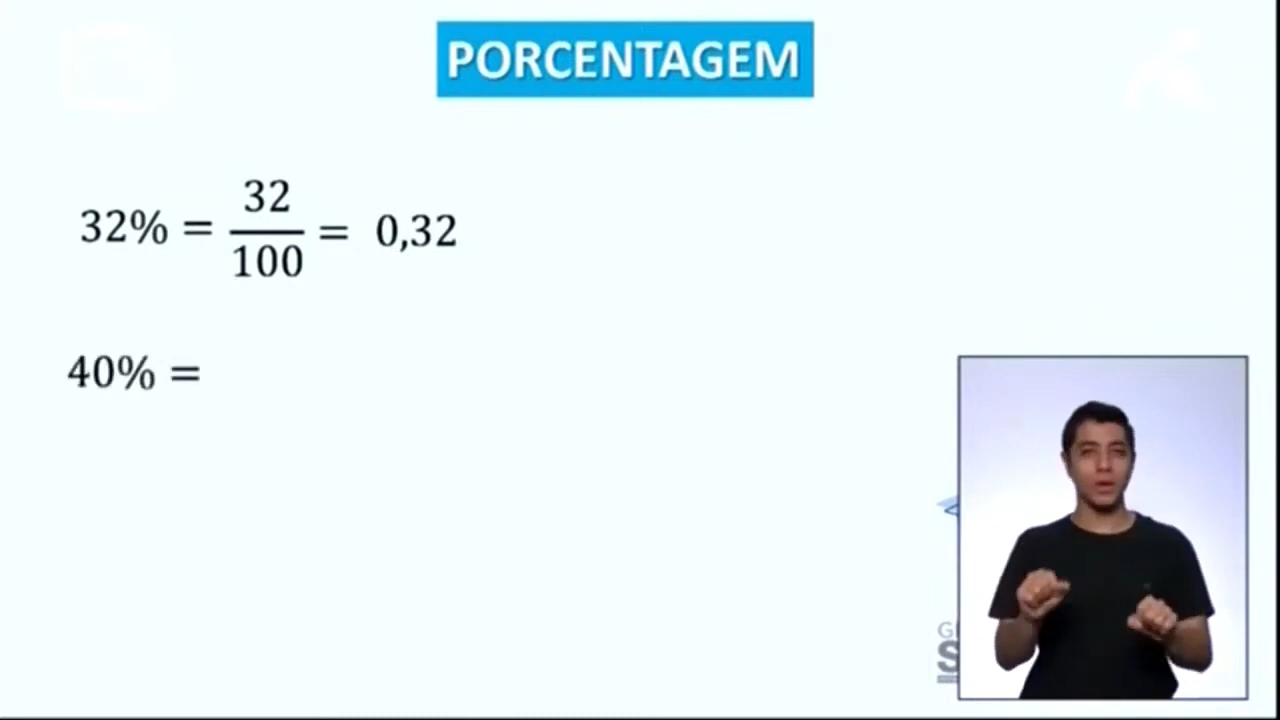 PORCENTAGEM
32% = 32/100 = 0,32
40% =